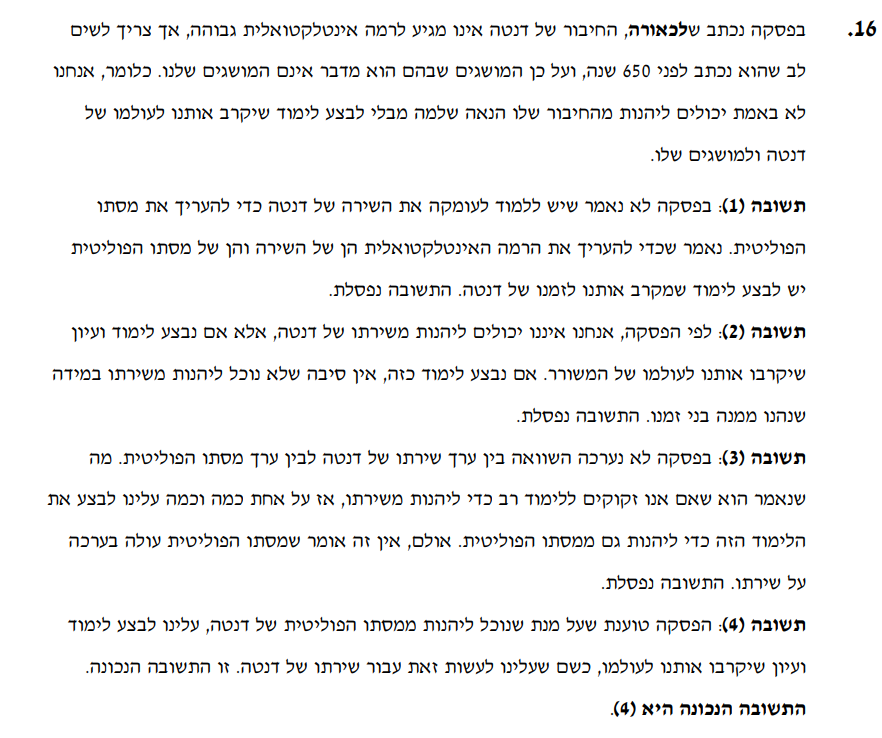 16. בפסקה נכתב שלכאורה, החיבור של דנטה אינו מגיע לרמה אינטלקטואלית גבוהה, אך צריך לשים
לב שהוא נכתב לפני 650 שנה, ועל כן המושגים שבהם הוא מדבר אינם המושגים שלנו. כלומר, אנחנו
לא באמת יכולים ליהנות מהחיבור שלו הנאה שלמה מבלי לבצע לימוד שיקרב אותנו לעולמו של
דנטה ולמושגים שלו.
תשובה (1): בפסקה לא נאמר שיש ללמוד לעומקה את השירה של דנטה כדי להעריך את מסתו
הפוליטית. נאמר שכדי להעריך את הרמה האינטלקטואלית הן של השירה והן של מסתו הפוליטית
יש לבצע לימוד שמקרב אותנו לזמנו של דנטה. התשובה נפסלת.
תשובה (2): לפי הפסקה, אנחנו איננו יכולים ליהנות משירתו של דנטה, אלא אם נבצע לימוד ועיון
שיקרבו אותנו לעולמו של המשורר. אם נבצע לימוד כזה, אין סיבה שלא נוכל ליהנות משירתו במידה
שנהנו ממנה בני זמנו. התשובה נפסלת.
תשובה (3): בפסקה לא נערכה השוואה בין ערך שירתו של דנטה לבין ערך מסתו הפוליטית. מה
שנאמר הוא שאם אנו זקוקים ללימוד רב כדי ליהנות משירתו, אז על אחת כמה וכמה עלינו לבצע את
הלימוד הזה כדי ליהנות גם ממסתו הפוליטית. אולם, אין זה אומר שמסתו הפוליטית עולה בערכה
על שירתו. התשובה נפסלת.
תשובה (4): הפסקה טוענת שעל מנת שנוכל ליהנות ממסתו הפוליטית של דנטה, עלינו לבצע לימוד
ועיון שיקרבו אותנו לעולמו, כשם שעלינו לעשות זאת עבור שירתו של דנטה. זו התשובה הנכונה.
התשובה הנכונה היא (4).